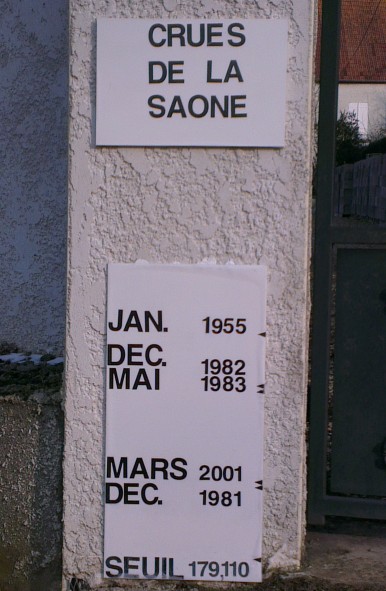 CRUES
DE LA
SAONE
JAN. 1955
DEC. 1982
MAI 1983
MARS 2001
DEC. 1981
SEUIL 179,110